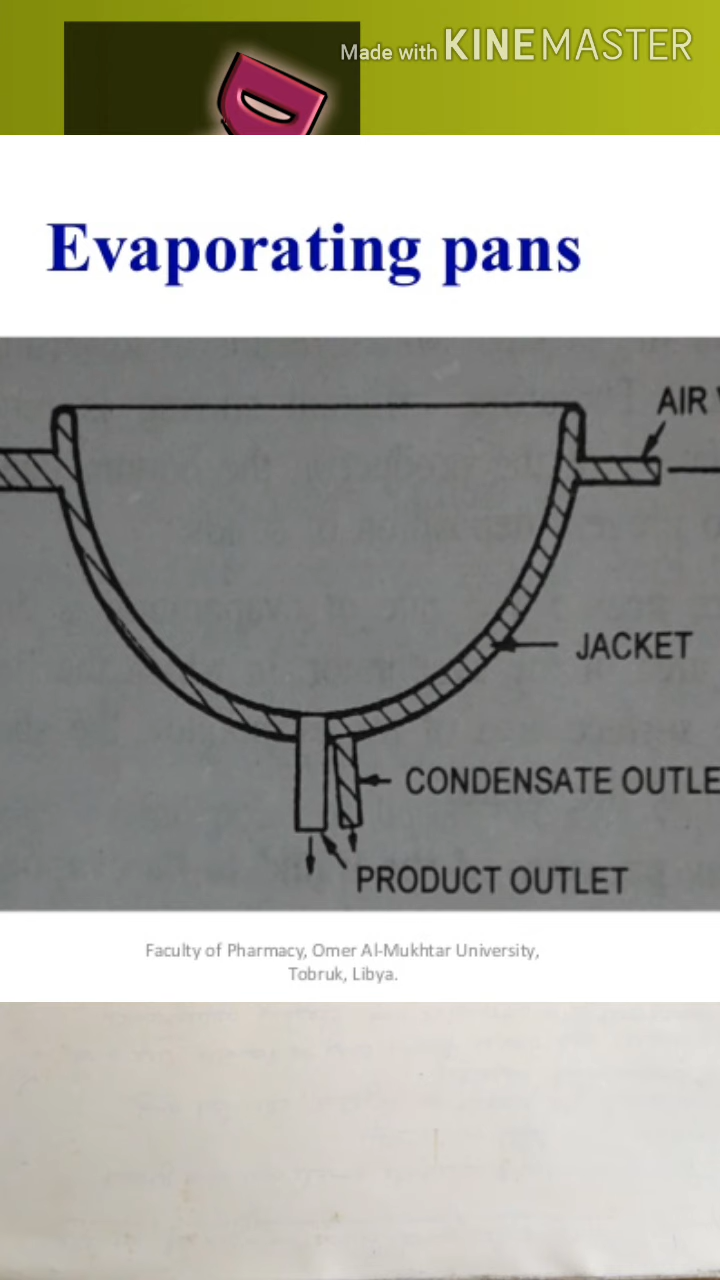 Made with KINEMASTER
Evaporating pans
AIR
JACKET
CONDENSATE OUTLE
PRODUCT OUTLET
Faculty of Pharmacy, Omer Al-Mukhtar University,
Tobruk, Libya.